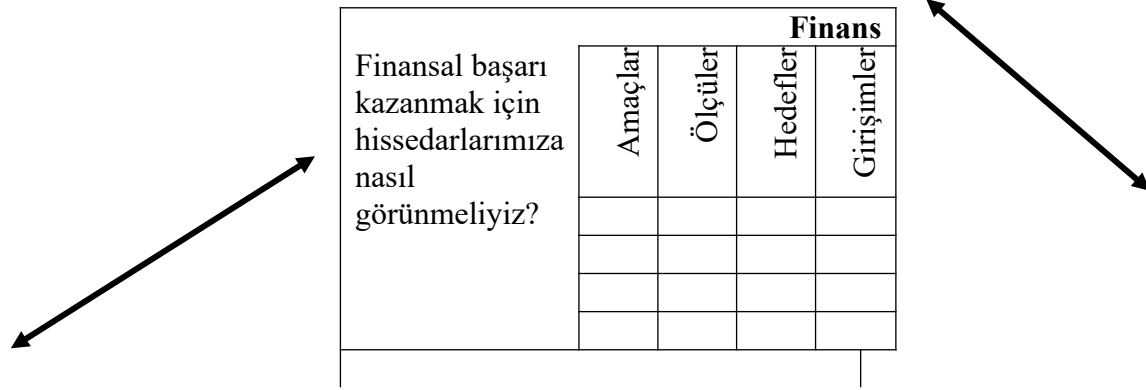 Finans
Finansal başarı
kazanmak için
hissedarlarımıza
nasıl
görünmeliyiz?
Amaçlar
Ölçüler
Hedefler
Girişimler